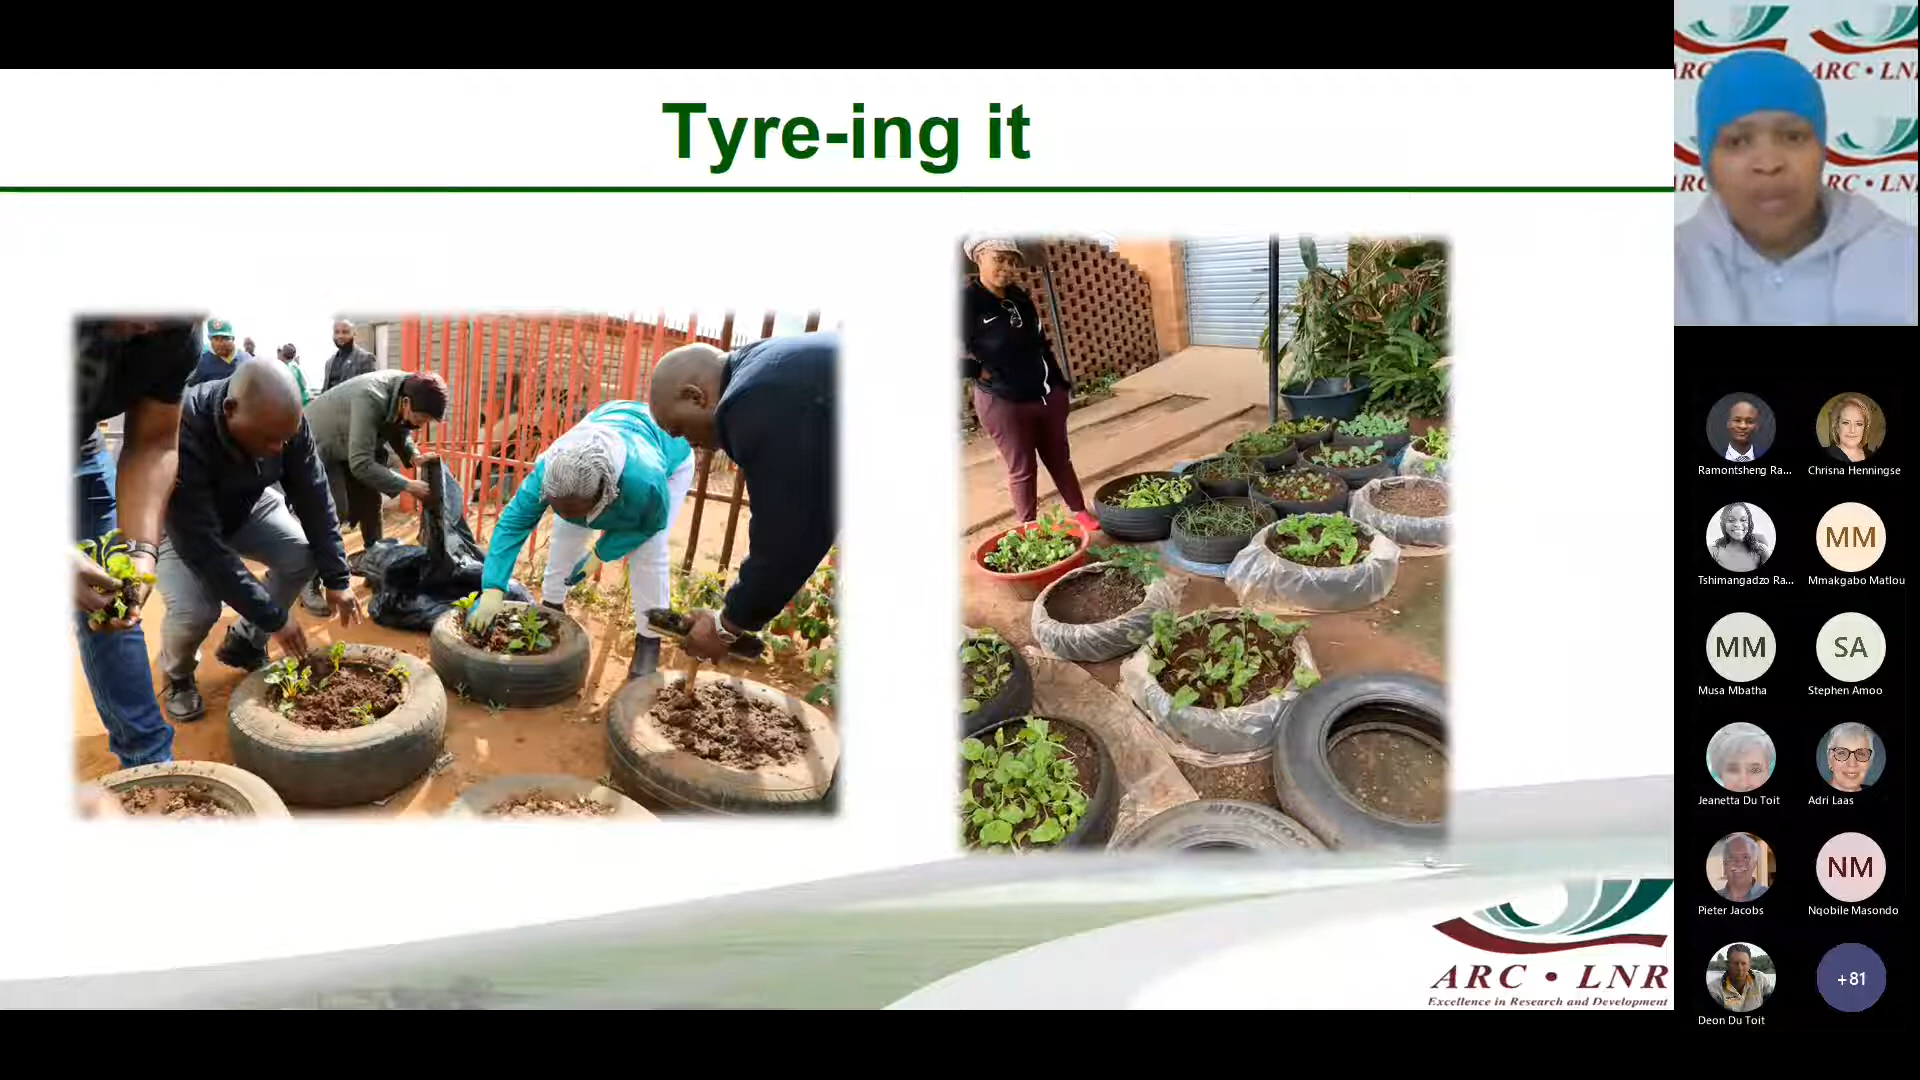 Tyre-ing it
ARC • LNR
Excellence in Research and Development
ARC • LN
Ramontsheng Ra...
Chrisna Henningse
Tshimangadzo Ra...
MM
Mmakgabo Matlou
MM
Musa Mbatha
SA
Stephen Amoo
Jeanetta Du Toit
Adri Laas
Pieter Jacobs
NM
Nqobile Masondo
Deon Du Toit
+81